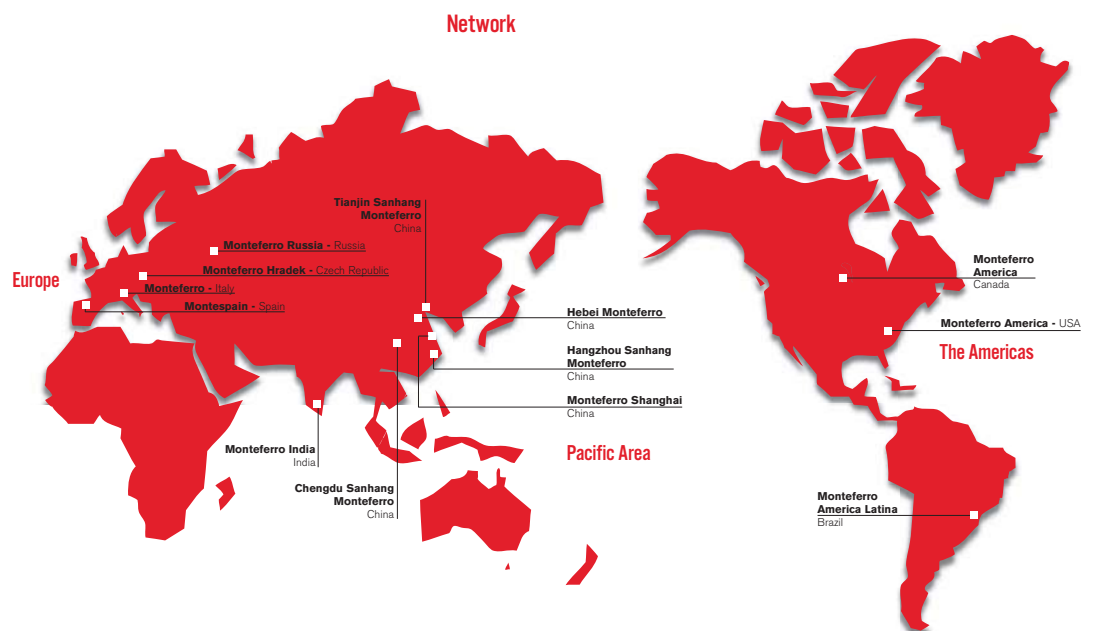 Network
Tianjin Sanhang
Monteferro
China
Monteferro Russia - Russia
Monteferro Hradek - Czech Republic
Europe
Monteferro - Italy
Montespain - Spain
Hebei Monteferro
China
Hangzhou Sanhang
Monteferro
China
Monteferro Shanghai
China
Monteferro India
India
Pacific Area
Chengdu Sanhang
Monteferro
China
Monteferro
America
Canada
Monteferro America - USA
The Americas
Monteferro
America Latina
Brazil